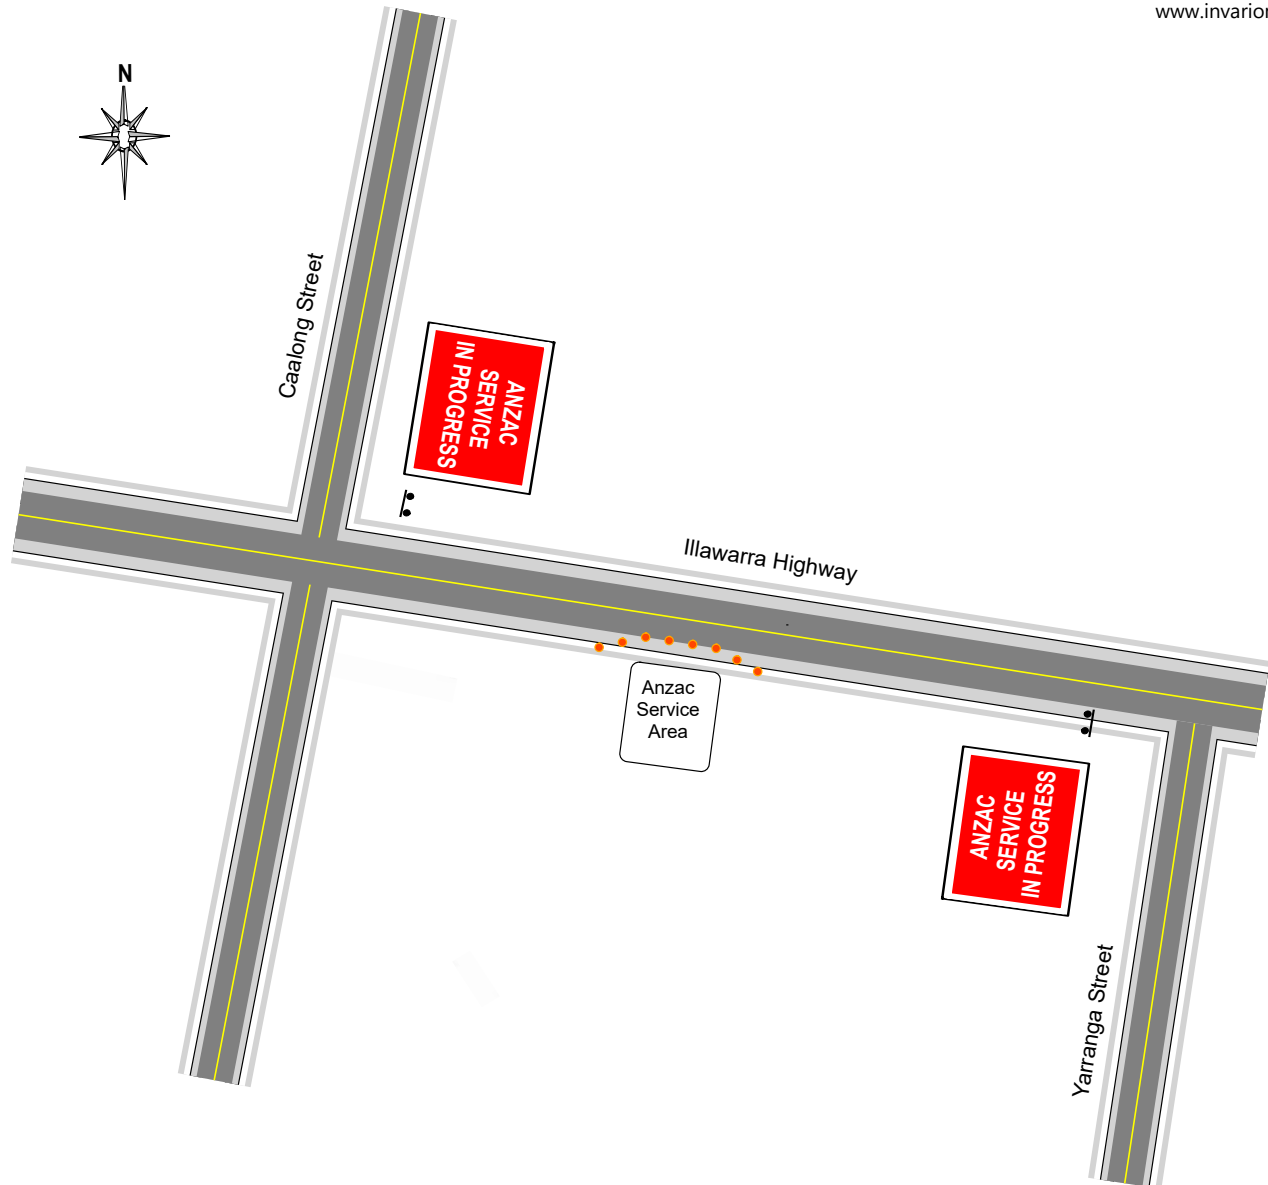 www.invarion
N
Caalong Street
ANZAC
SERVICE
IN PROGRESS
Illawarra Highway
Anzac
Service
Area
ANZAC
SERVICE
IN PROGRESS
Yarranga Street